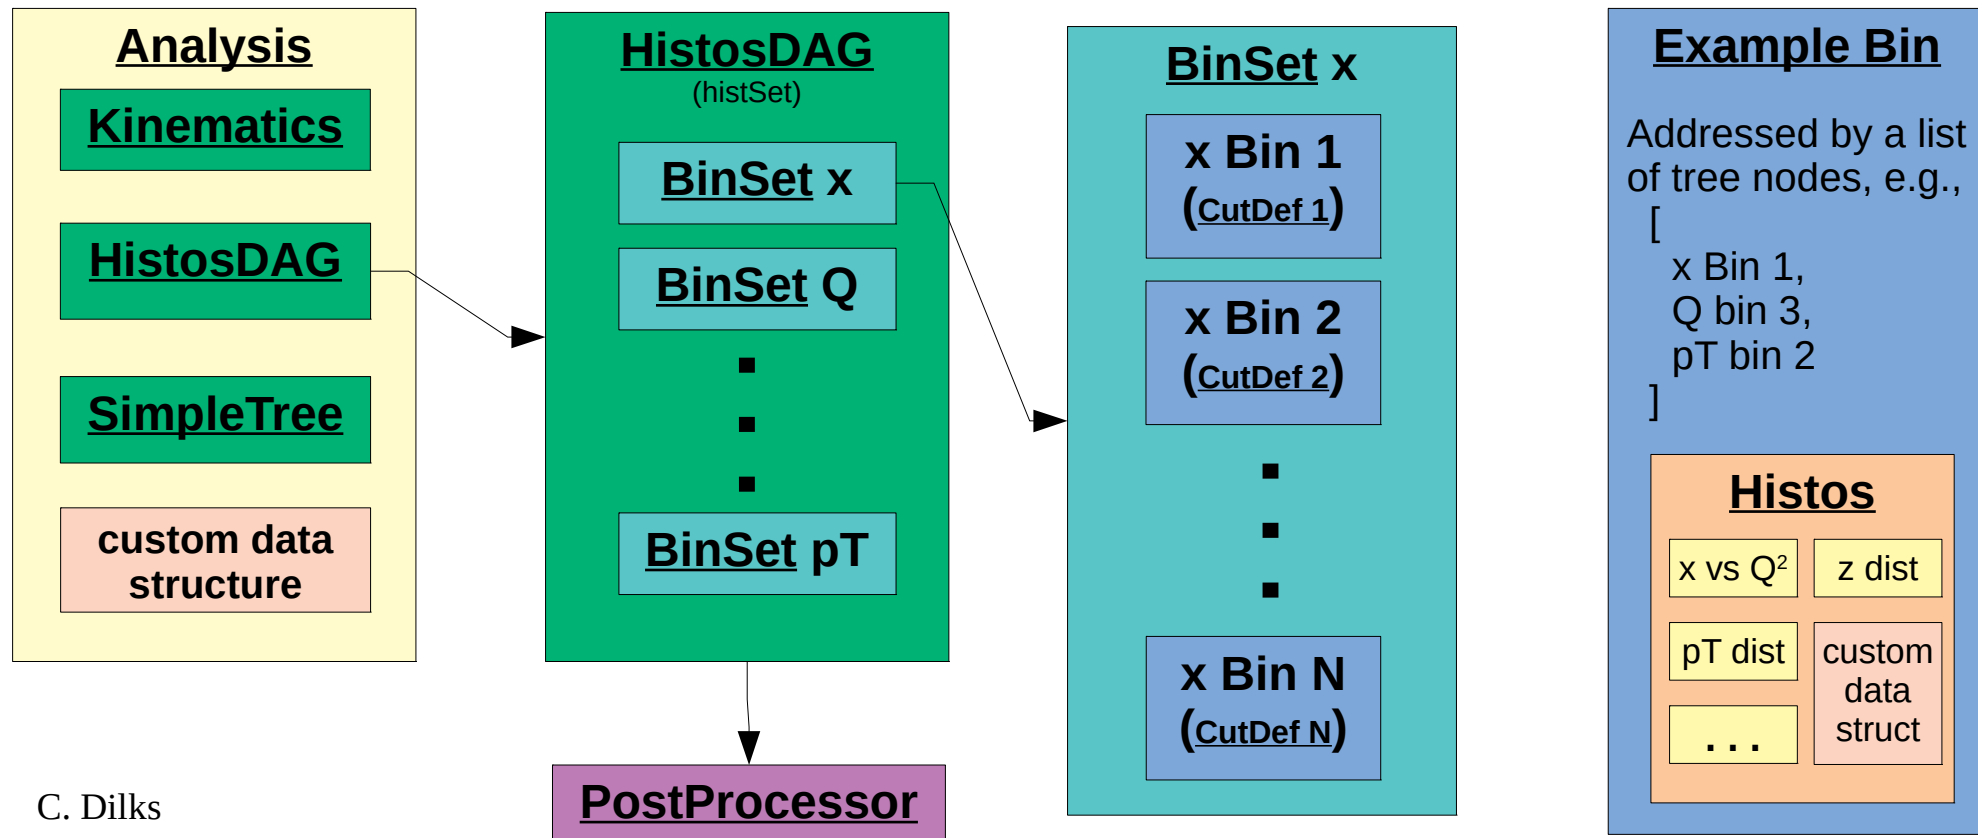 Analysis
Kinematics
HistosDAG
SimpleTree
custom data
structure
C. Dilks
HistosDAG
(histSet)
BinSet x
BinSet Q
BinSet pT
PostProcessor
BinSet x
x Bin 1
(CutDef 1)
x Bin 2
(CutDef 2)
x Bin N
(CutDef N)
Example Bin
Addressed by a list
of tree nodes, e.g.,
[
x Bin 1,
Q bin 3,
pT bin 2
]
Histos
x vs Q²
z dist
pT dist
custom
data
struct
. . .